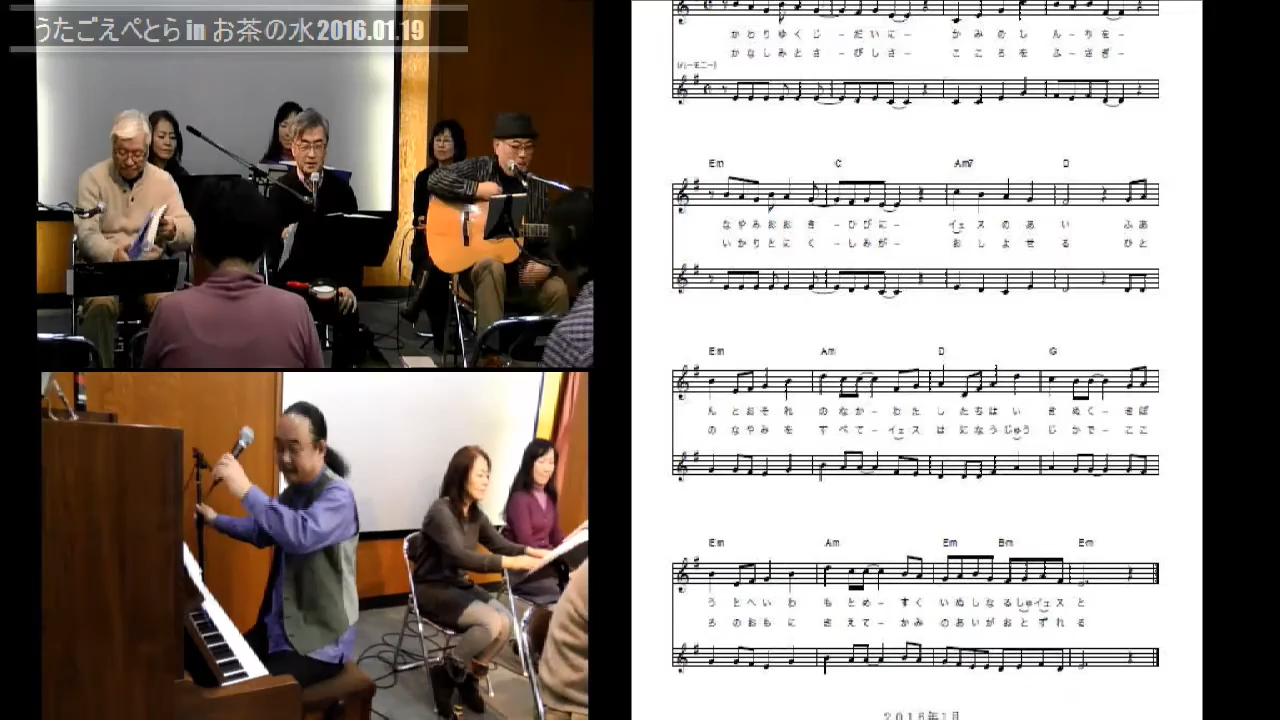 うたごえぺとら in お茶の水 2016.01.19
かわりゆくじ-だいに- かみのし ん-りを-
かなしみとさ-びしさ- こころを ふ-さぎ-
(ハーモニー)
Em C Am7 D
なやみおおき-ひびに- イェスのあい ふあ
いかりとにく-しみが- おしよせる ひと
Em Am D G
んとおそれ のなか-わた したちはい きぬく-きぼ
のなやみを すべて-イェス はになうじゅう じかで-ここ
Em Am Em Bm Em
うとへいわ もとめ-すく いぬしなるしゅイェス と
ろのおもに きえて-かみ のあいがおとずれ る
2016年1月